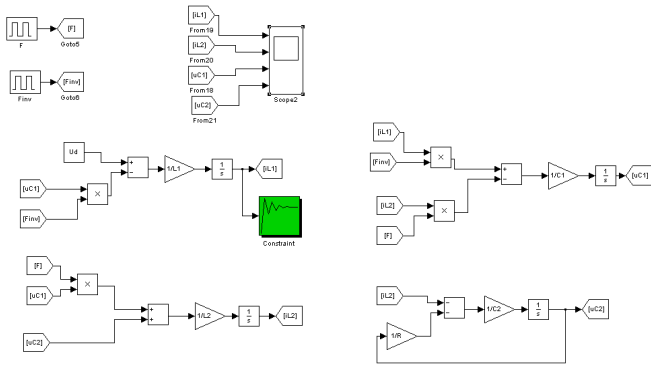 F
[F]
Goto5
Finv
[Finv]
Goto6
[iL1]
From19
[iL2]
From20
[uC1]
From18
[uC2]
From21
Scope2
Ud
[uC1]
[Finv]
×
+
−
1/L1
1
s
[iL1]
Constraint
[iL1]
[Finv]
×
[iL2]
[F]
×
+
−
1/C1
1
s
[uC1]
[F]
[uC1]
×
[uC2]
+
+
1/L2
1
s
[iL2]
[iL2]
1/R
−
−
1/C2
1
s
[uC2]